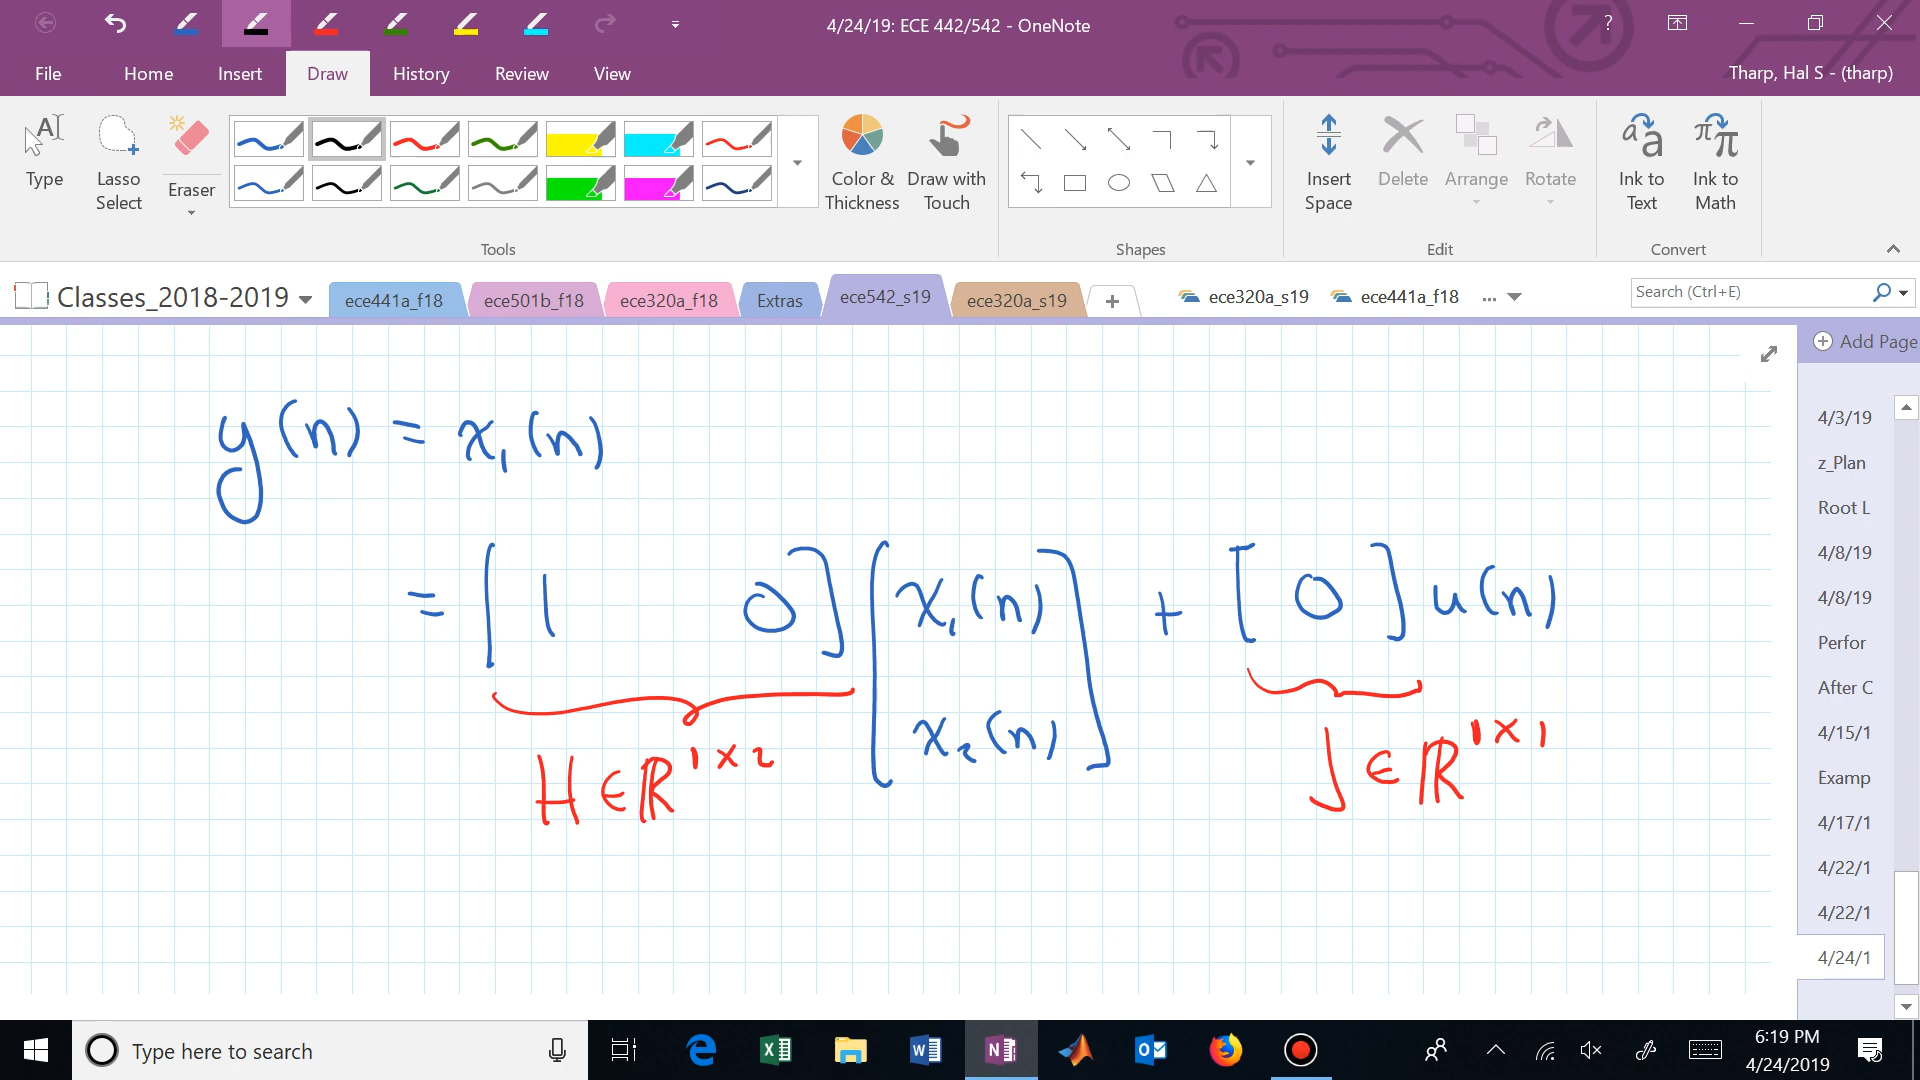 4/24/19: ECE 442/542 - OneNote
?
File Home Insert Draw History Review View
Tharp, Hal S - (tharp)
Type
Lasso Select
Eraser
Color & Thickness
Draw with Touch
Insert Space
Delete
Arrange
Rotate
Ink to Text
Ink to Math
Tools
Shapes
Edit
Convert
Classes_2018-2019
ece441a_f18
ece501b_f18
ece320a_f18
Extras
ece542_s19
ece320a_s19
+
ece320a_s19
ece441a_f18
...
Search (Ctrl+E)
Add Page
4/3/19
z_Plan
Root L
4/8/19
4/8/19
Perfor
After C
4/15/1
Examp
4/17/1
4/22/1
4/22/1
4/24/1
y(n) = x₁(n)
= [1 0] [x₁(n) x₂(n)] + [0] u(n)
H ∈ ℝ¹ˣ²
J ∈ ℝ¹ˣ¹
Type here to search
6:19 PM
4/24/2019